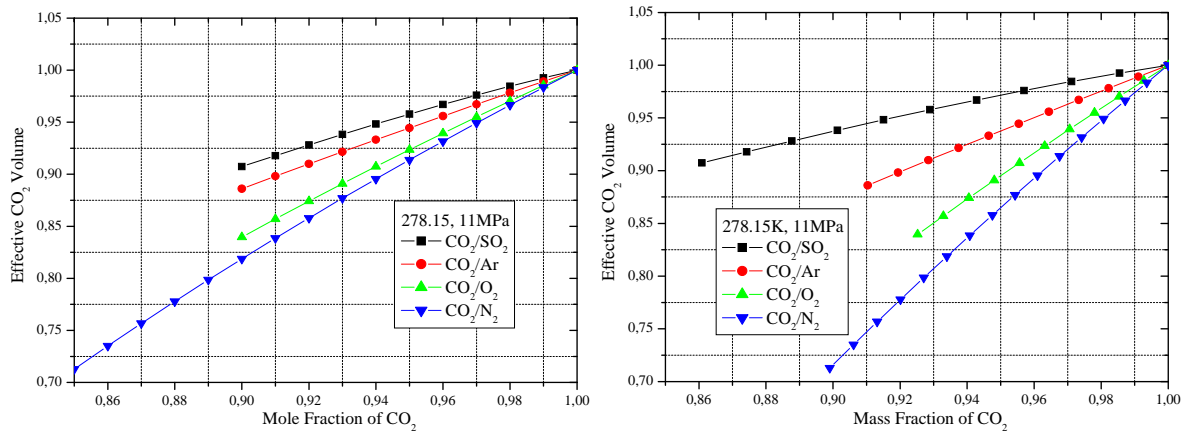 1,05
1,00
0,95
0,90
0,85
0,80
0,75
0,70
Effective CO₂ Volume
0,86 0,88 0,90 0,92 0,94 0,96 0,98 1,00
Mole Fraction of CO₂
278.15, 11MPa
CO₂/SO₂
CO₂/Ar
CO₂/O₂
CO₂/N₂
1,05
1,00
0,95
0,90
0,85
0,80
0,75
0,70
Effective CO₂ Volume
0,86 0,88 0,90 0,92 0,94 0,96 0,98 1,00
Mass Fraction of CO₂
278.15K, 11MPa
CO₂/SO₂
CO₂/Ar
CO₂/O₂
CO₂/N₂